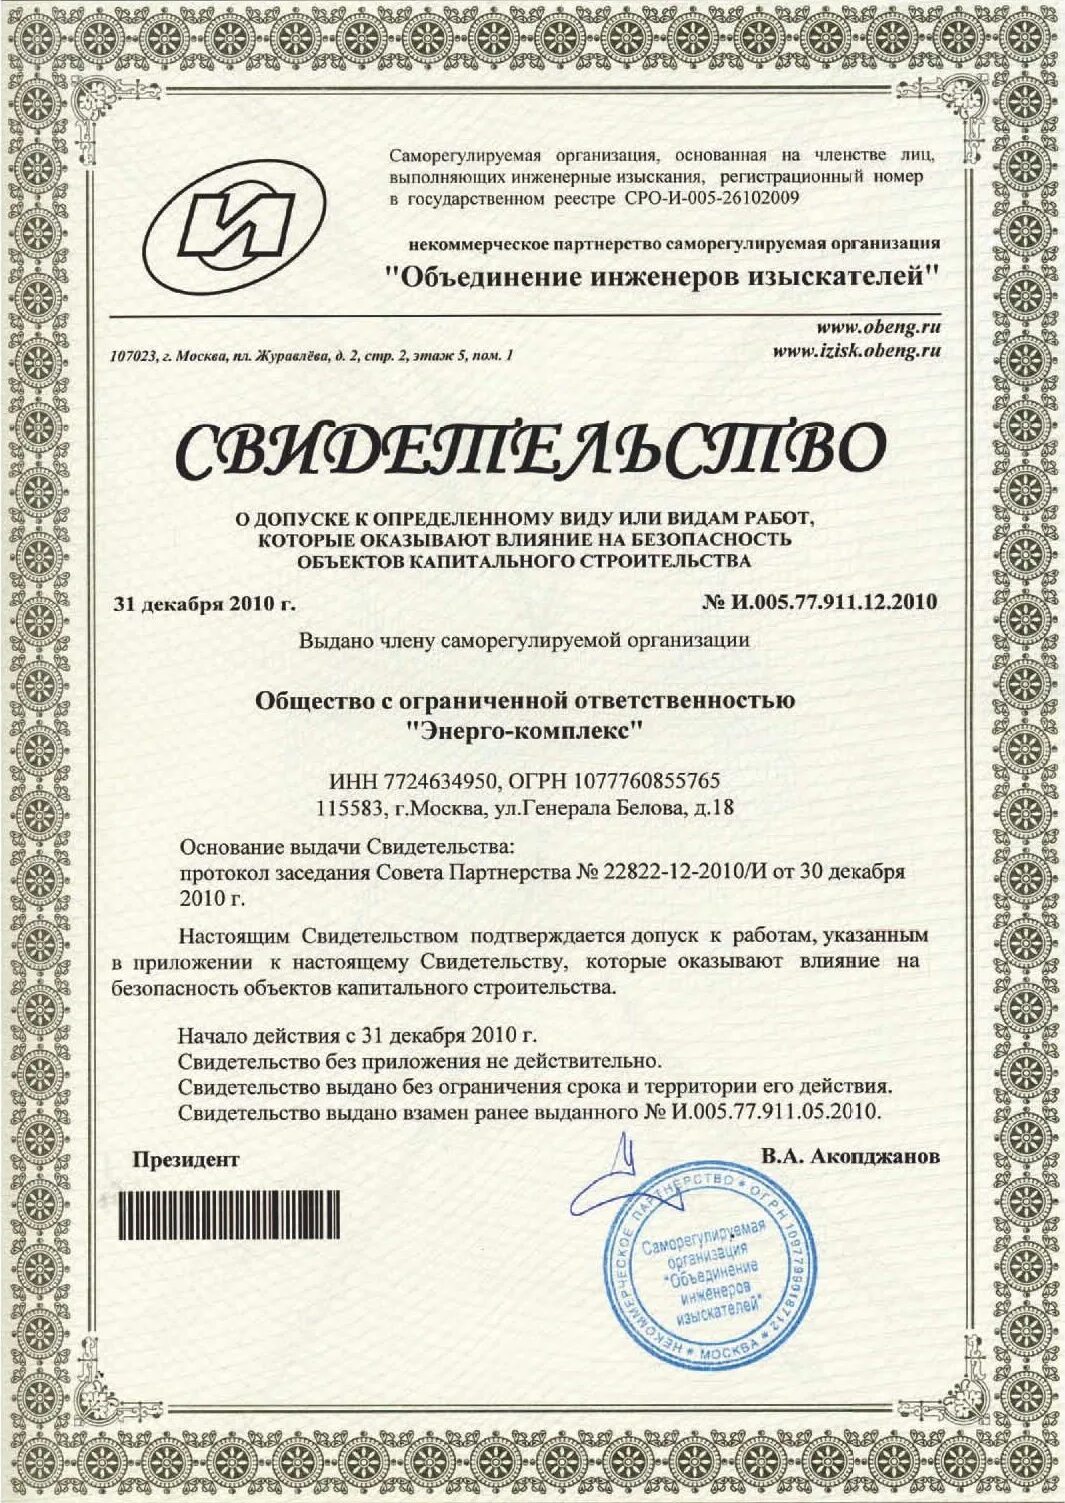 Саморегулируемая организация, основанная на членстве лиц,
выполняющих инженерные изыскания, регистрационный номер
в государственном реестре СРО-И-005-26102009
некоммерческое партнерство саморегулируемая организация
"Объединение инженеров изыскателей"
www.obeng.ru
107023, г. Москва, пл. Журавлёва, д. 2, стр. 2, этаж 5, пом. 1
www.izisk.obeng.ru
СВИДЕТЕЛЬСТВО
О ДОПУСКЕ К ОПРЕДЕЛЕННОМУ ВИДУ ИЛИ ВИДАМ РАБОТ,
КОТОРЫЕ ОКАЗЫВАЮТ ВЛИЯНИЕ НА БЕЗОПАСНОСТЬ
ОБЪЕКТОВ КАПИТАЛЬНОГО СТРОИТЕЛЬСТВА
31 декабря 2010 г. № И.005.77.911.12.2010
Выдано члену саморегулируемой организации
Общество с ограниченной ответственностью
"Энерго-комплекс"
ИНН 7724634950, ОГРН 1077760855765
115583, г.Москва, ул.Генерала Белова, д.18
Основание выдачи Свидетельства:
протокол заседания Совета Партнерства № 22822-12-2010/И от 30 декабря
2010 г.
Настоящим Свидетельством подтверждается допуск к работам, указанным
в приложении к настоящему Свидетельству, которые оказывают влияние на
безопасность объектов капитального строительства.
Начало действия с 31 декабря 2010 г.
Свидетельство без приложения не действительно.
Свидетельство выдано без ограничения срока и территории его действия.
Свидетельство выдано взамен ранее выданного № И.005.77.911.05.2010.
Президент В.А. Акопджанов
НЕКОММЕРЧЕСКОЕ ПАРТНЕРСТВО * ОГРН 1097799018712 * МОСКВА *
Саморегулируемая
организация
"Объединение
инженеров
изыскателей"